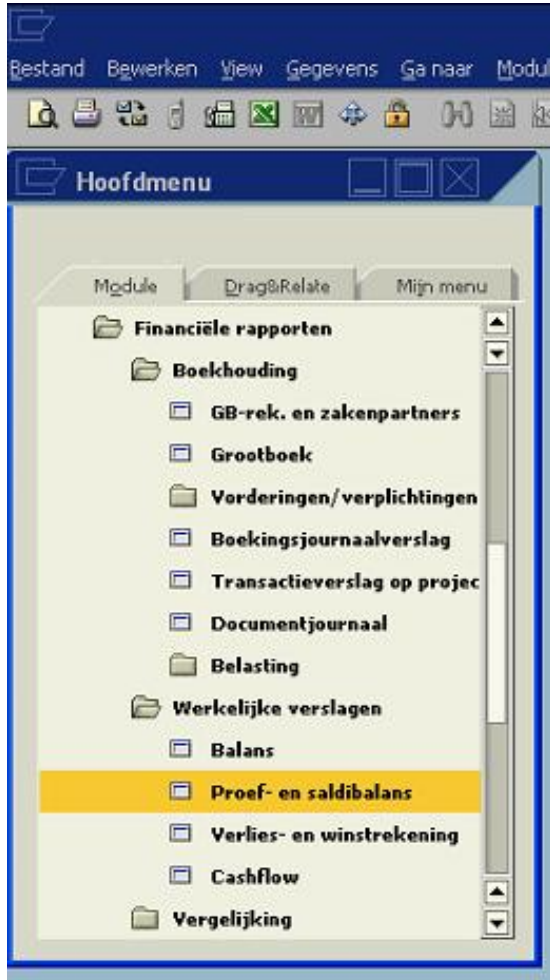 Bestand Bewerken View Gegevens Ga naar Modul
Hoofdmenu
Module Drag&Relate Mijn menu
Financiële rapporten
Boekhouding
GB-rek. en zakenpartners
Grootboek
Vorderingen/verplichtingen
Boekingsjournaalverslag
Transactieverslag op projec
Documentjournaal
Belasting
Werkelijke verslagen
Balans
Proef- en saldibalans
Verlies- en winstrekening
Cashflow
Vergelijking